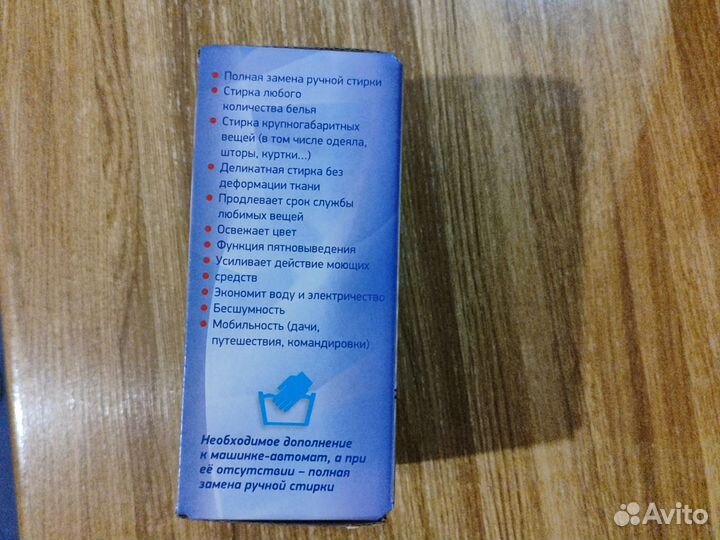 • Полная замена ручной стирки
• Стирка любого
количества белья
• Стирка крупногабаритных
вещей (в том числе одеяла,
шторы, куртки...)
• Деликатная стирка без
деформации ткани
• Продлевает срок службы
любимых вещей
• Освежает цвет
• Функция пятновыведения
• Усиливает действие моющих
• средств
• Экономит воду и электричество
• Бесшумность
• Мобильность (дачи,
путешествия, командировки)
Необходимое дополнение
к машинке-автомат, а при
её отсутствии – полная
замена ручной стирки
Avito